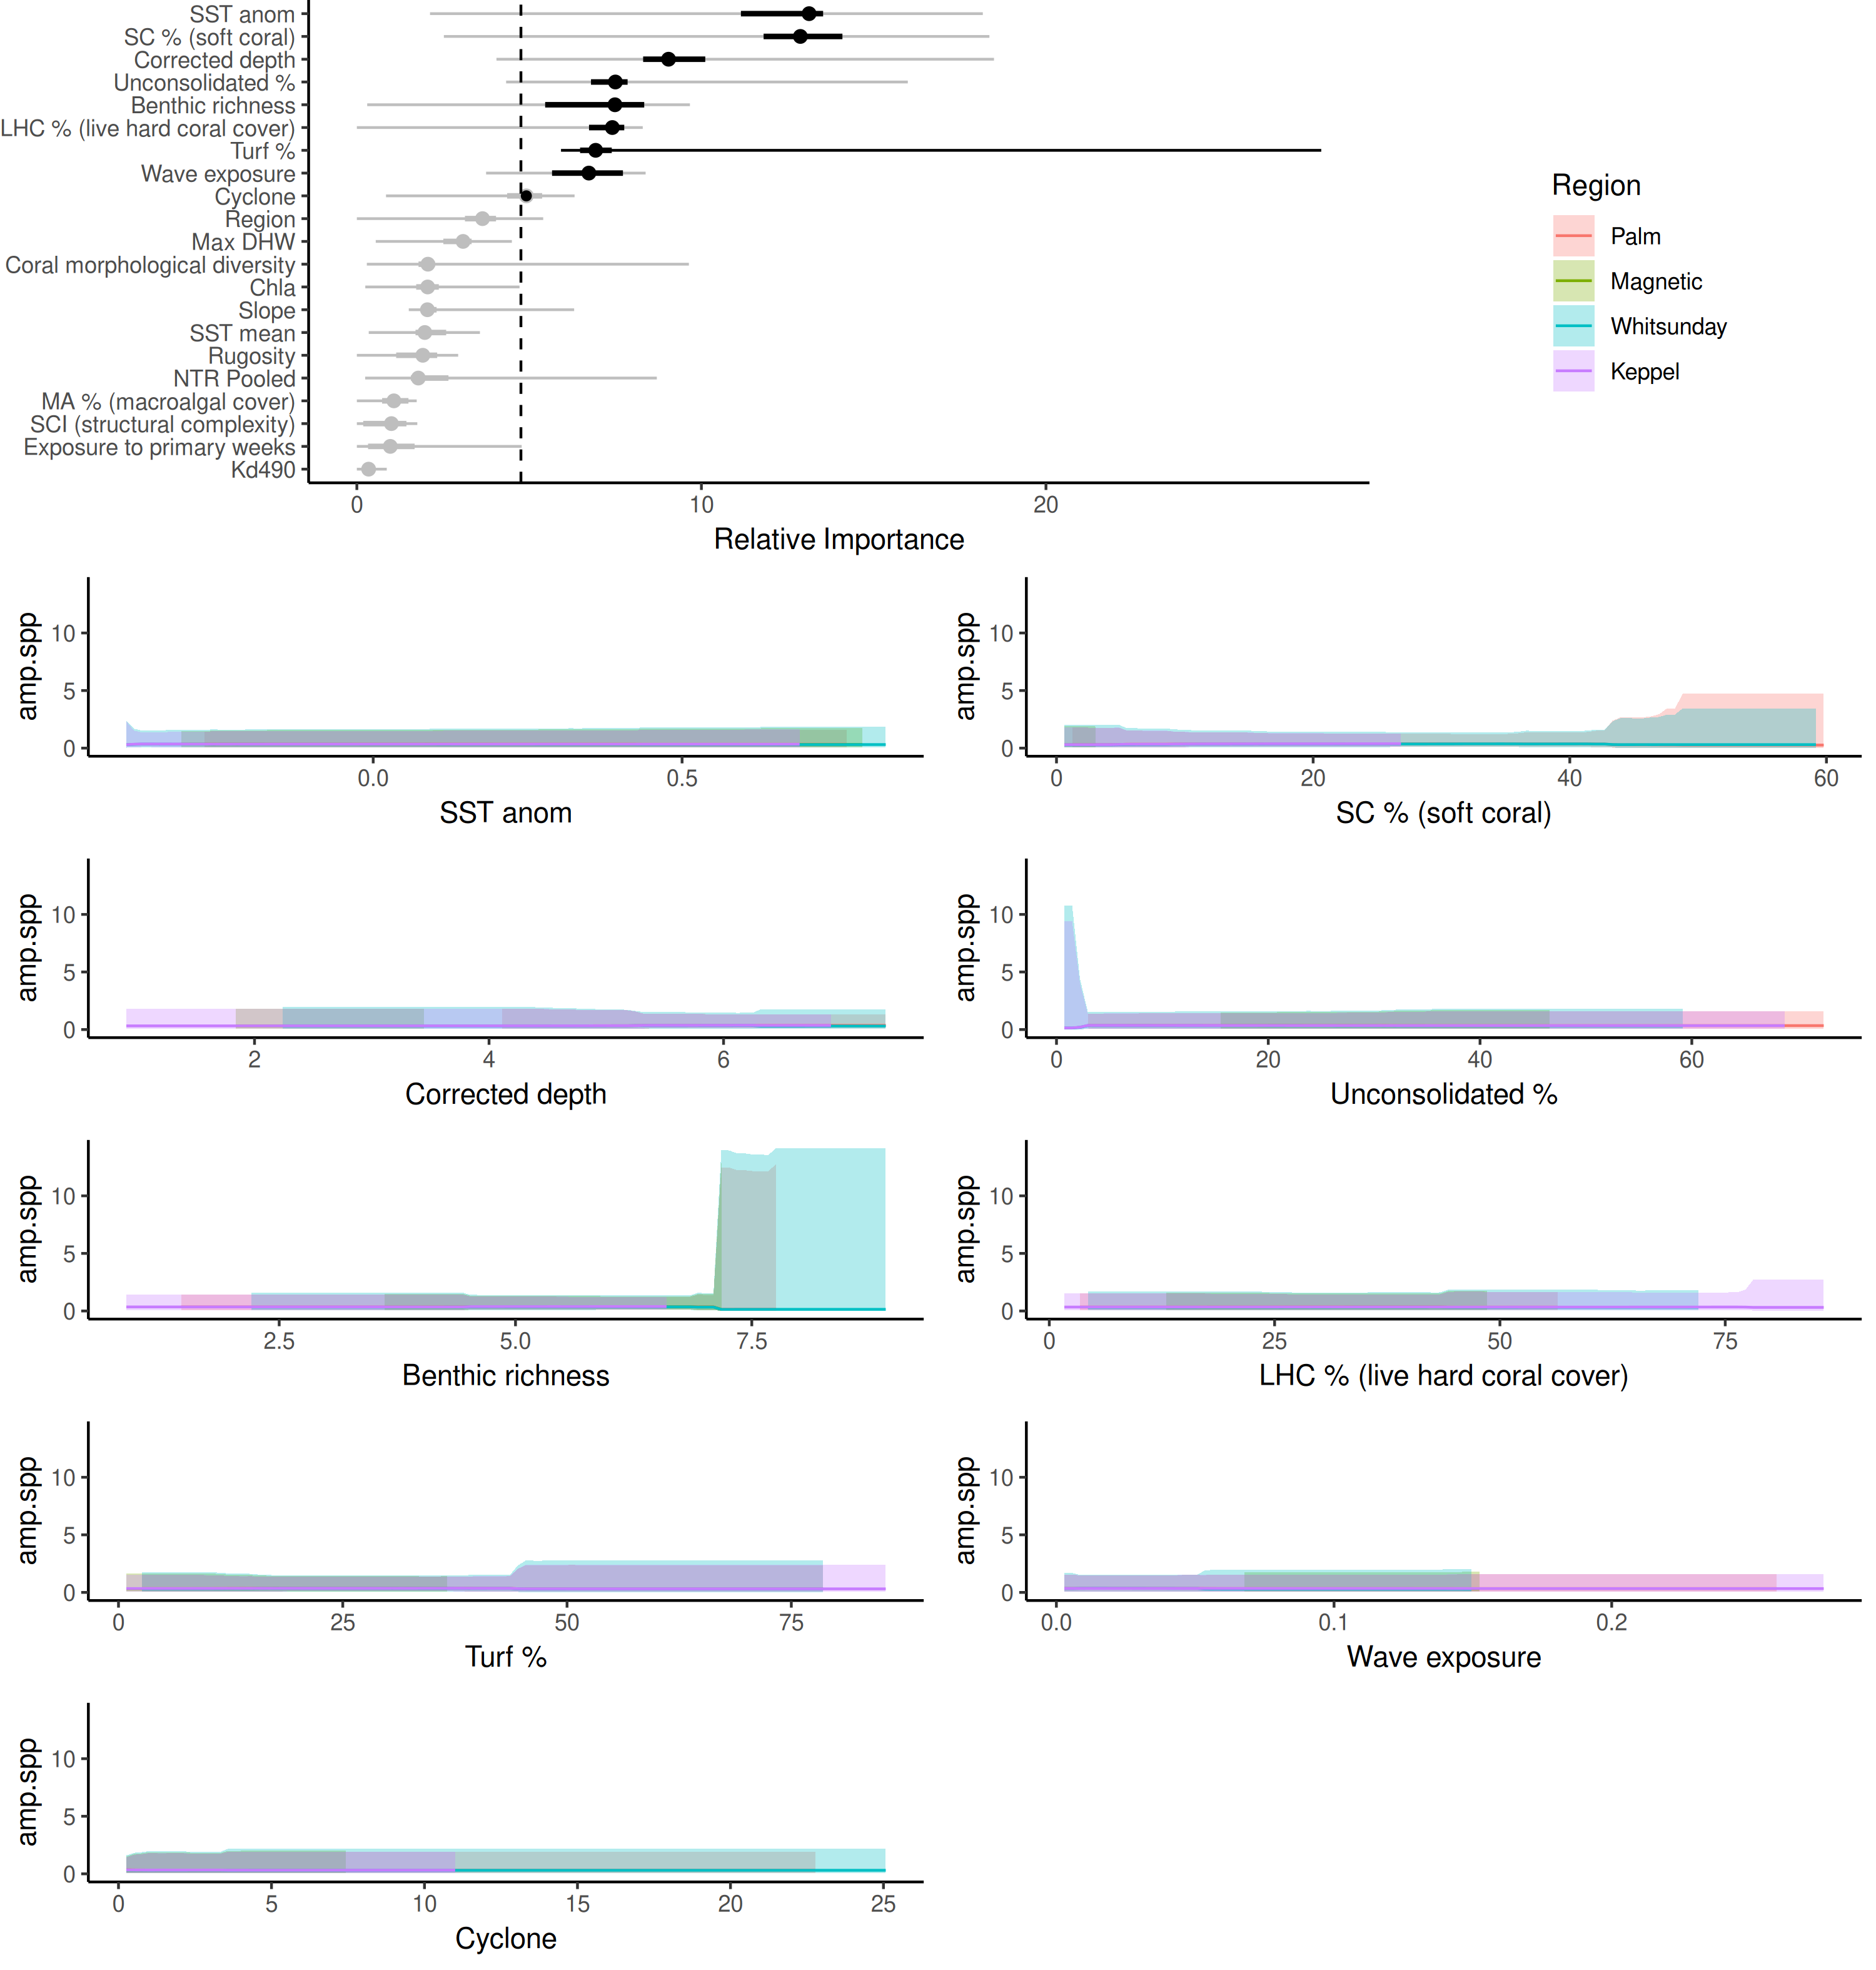 SST anom
SC % (soft coral)
Corrected depth
Unconsolidated %
Benthic richness
LHC % (live hard coral cover)
Turf %
Wave exposure
Cyclone
Region
Max DHW
Coral morphological diversity
Chla
Slope
SST mean
Rugosity
NTR Pooled
MA % (macroalgal cover)
SCI (structural complexity)
Exposure to primary weeks
Kd490
0 10 20
Relative Importance
Region
Palm
Magnetic
Whitsunday
Keppel
amp.spp
10
5
0
0.0 0.5
SST anom
amp.spp
10
5
0
0 20 40 60
SC % (soft coral)
amp.spp
10
5
0
2 4 6
Corrected depth
amp.spp
10
5
0
0 20 40 60
Unconsolidated %
amp.spp
10
5
0
2.5 5.0 7.5
Benthic richness
amp.spp
10
5
0
0 25 50 75
LHC % (live hard coral cover)
amp.spp
10
5
0
0 25 50 75
Turf %
amp.spp
10
5
0
0.0 0.1 0.2
Wave exposure
amp.spp
10
5
0
0 5 10 15 20 25
Cyclone